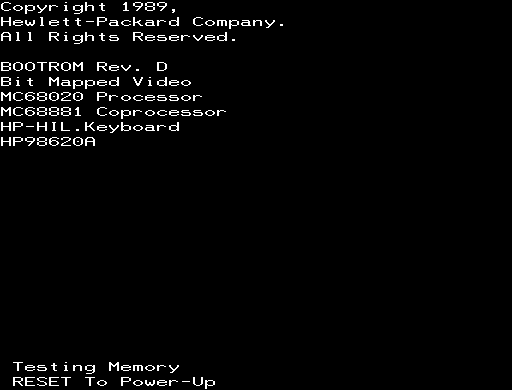 Copyright 1989,
Hewlett-Packard Company.
All Rights Reserved.
BOOTROM Rev. D
Bit Mapped Video
MC68020 Processor
MC68881 Coprocessor
HP-HIL.Keyboard
HP98620A
Testing Memory
RESET To Power-Up